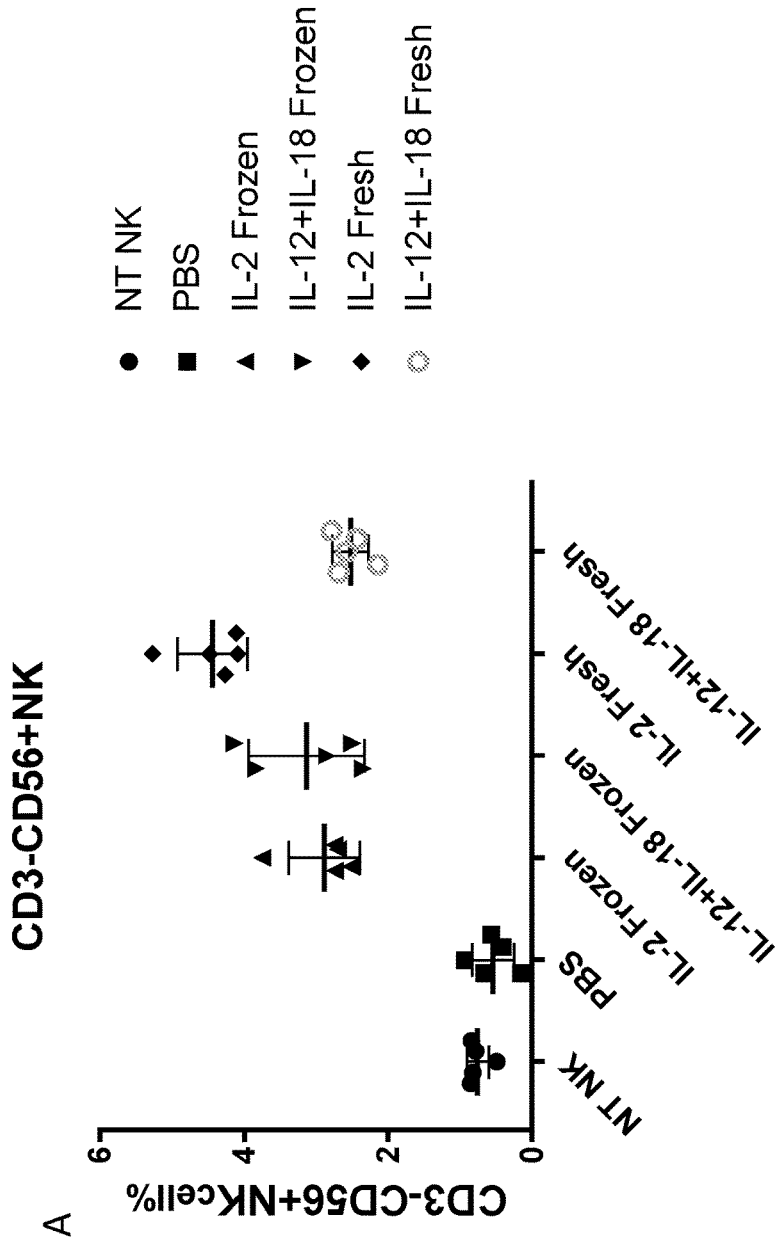 A
CD3-CD56+NK
CD3-CD56+NKcell%
6
4
2
0
NT NK
PBS
IL-2 Frozen
IL-12+IL-18 Frozen
IL-2 Fresh
IL-12+IL-18 Fresh
NT NK
PBS
IL-2 Frozen
IL-12+IL-18 Frozen
IL-2 Fresh
IL-12+IL-18 Fresh